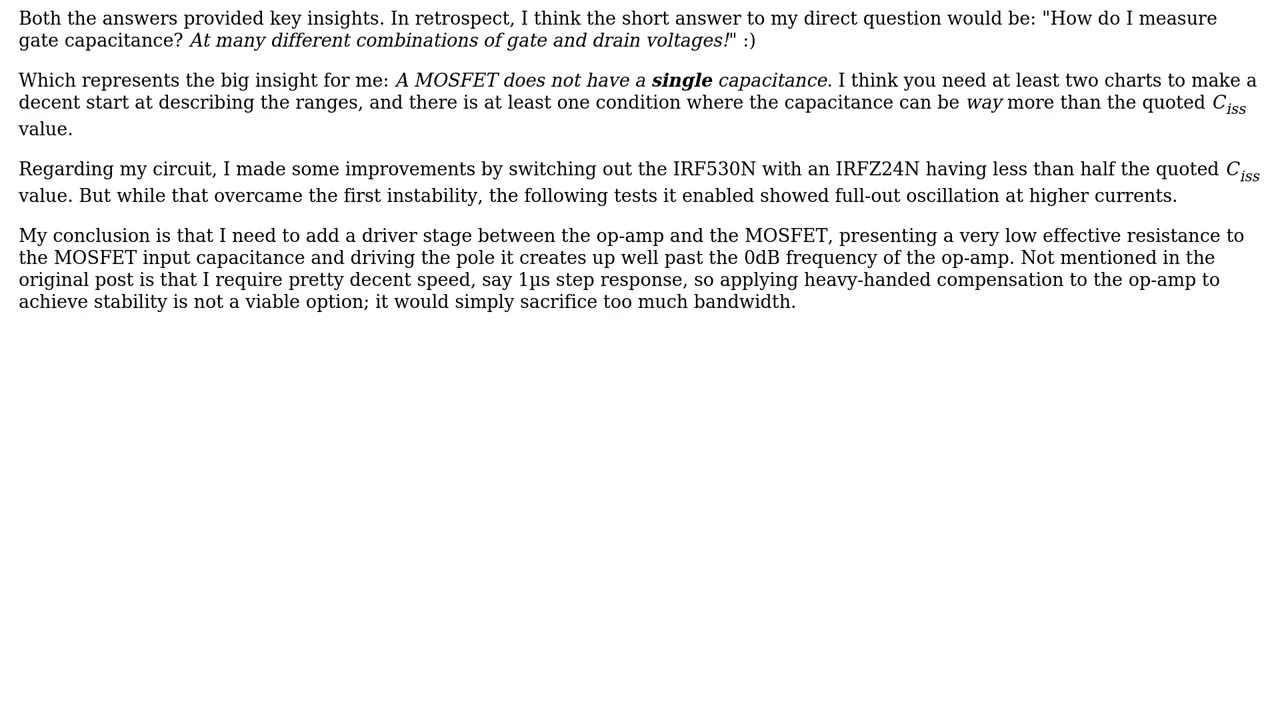 Both the answers provided key insights. In retrospect, I think the short answer to my direct question would be: "How do I measure
gate capacitance? At many different combinations of gate and drain voltages!" :)
Which represents the big insight for me: A MOSFET does not have a single capacitance. I think you need at least two charts to make a
decent start at describing the ranges, and there is at least one condition where the capacitance can be way more than the quoted C_iss
value.
Regarding my circuit, I made some improvements by switching out the IRF530N with an IRFZ24N having less than half the quoted C_iss
value. But while that overcame the first instability, the following tests it enabled showed full-out oscillation at higher currents.
My conclusion is that I need to add a driver stage between the op-amp and the MOSFET, presenting a very low effective resistance to
the MOSFET input capacitance and driving the pole it creates up well past the 0dB frequency of the op-amp. Not mentioned in the
original post is that I require pretty decent speed, say 1µs step response, so applying heavy-handed compensation to the op-amp to
achieve stability is not a viable option; it would simply sacrifice too much bandwidth.